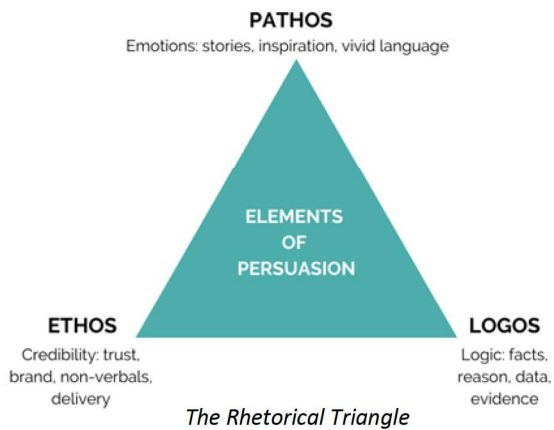 PATHOS
Emotions: stories, inspiration, vivid language
ELEMENTS
OF
PERSUASION
ETHOS
Credibility: trust,
brand, non-verbals,
delivery
LOGOS
Logic: facts,
reason, data,
evidence
The Rhetorical Triangle